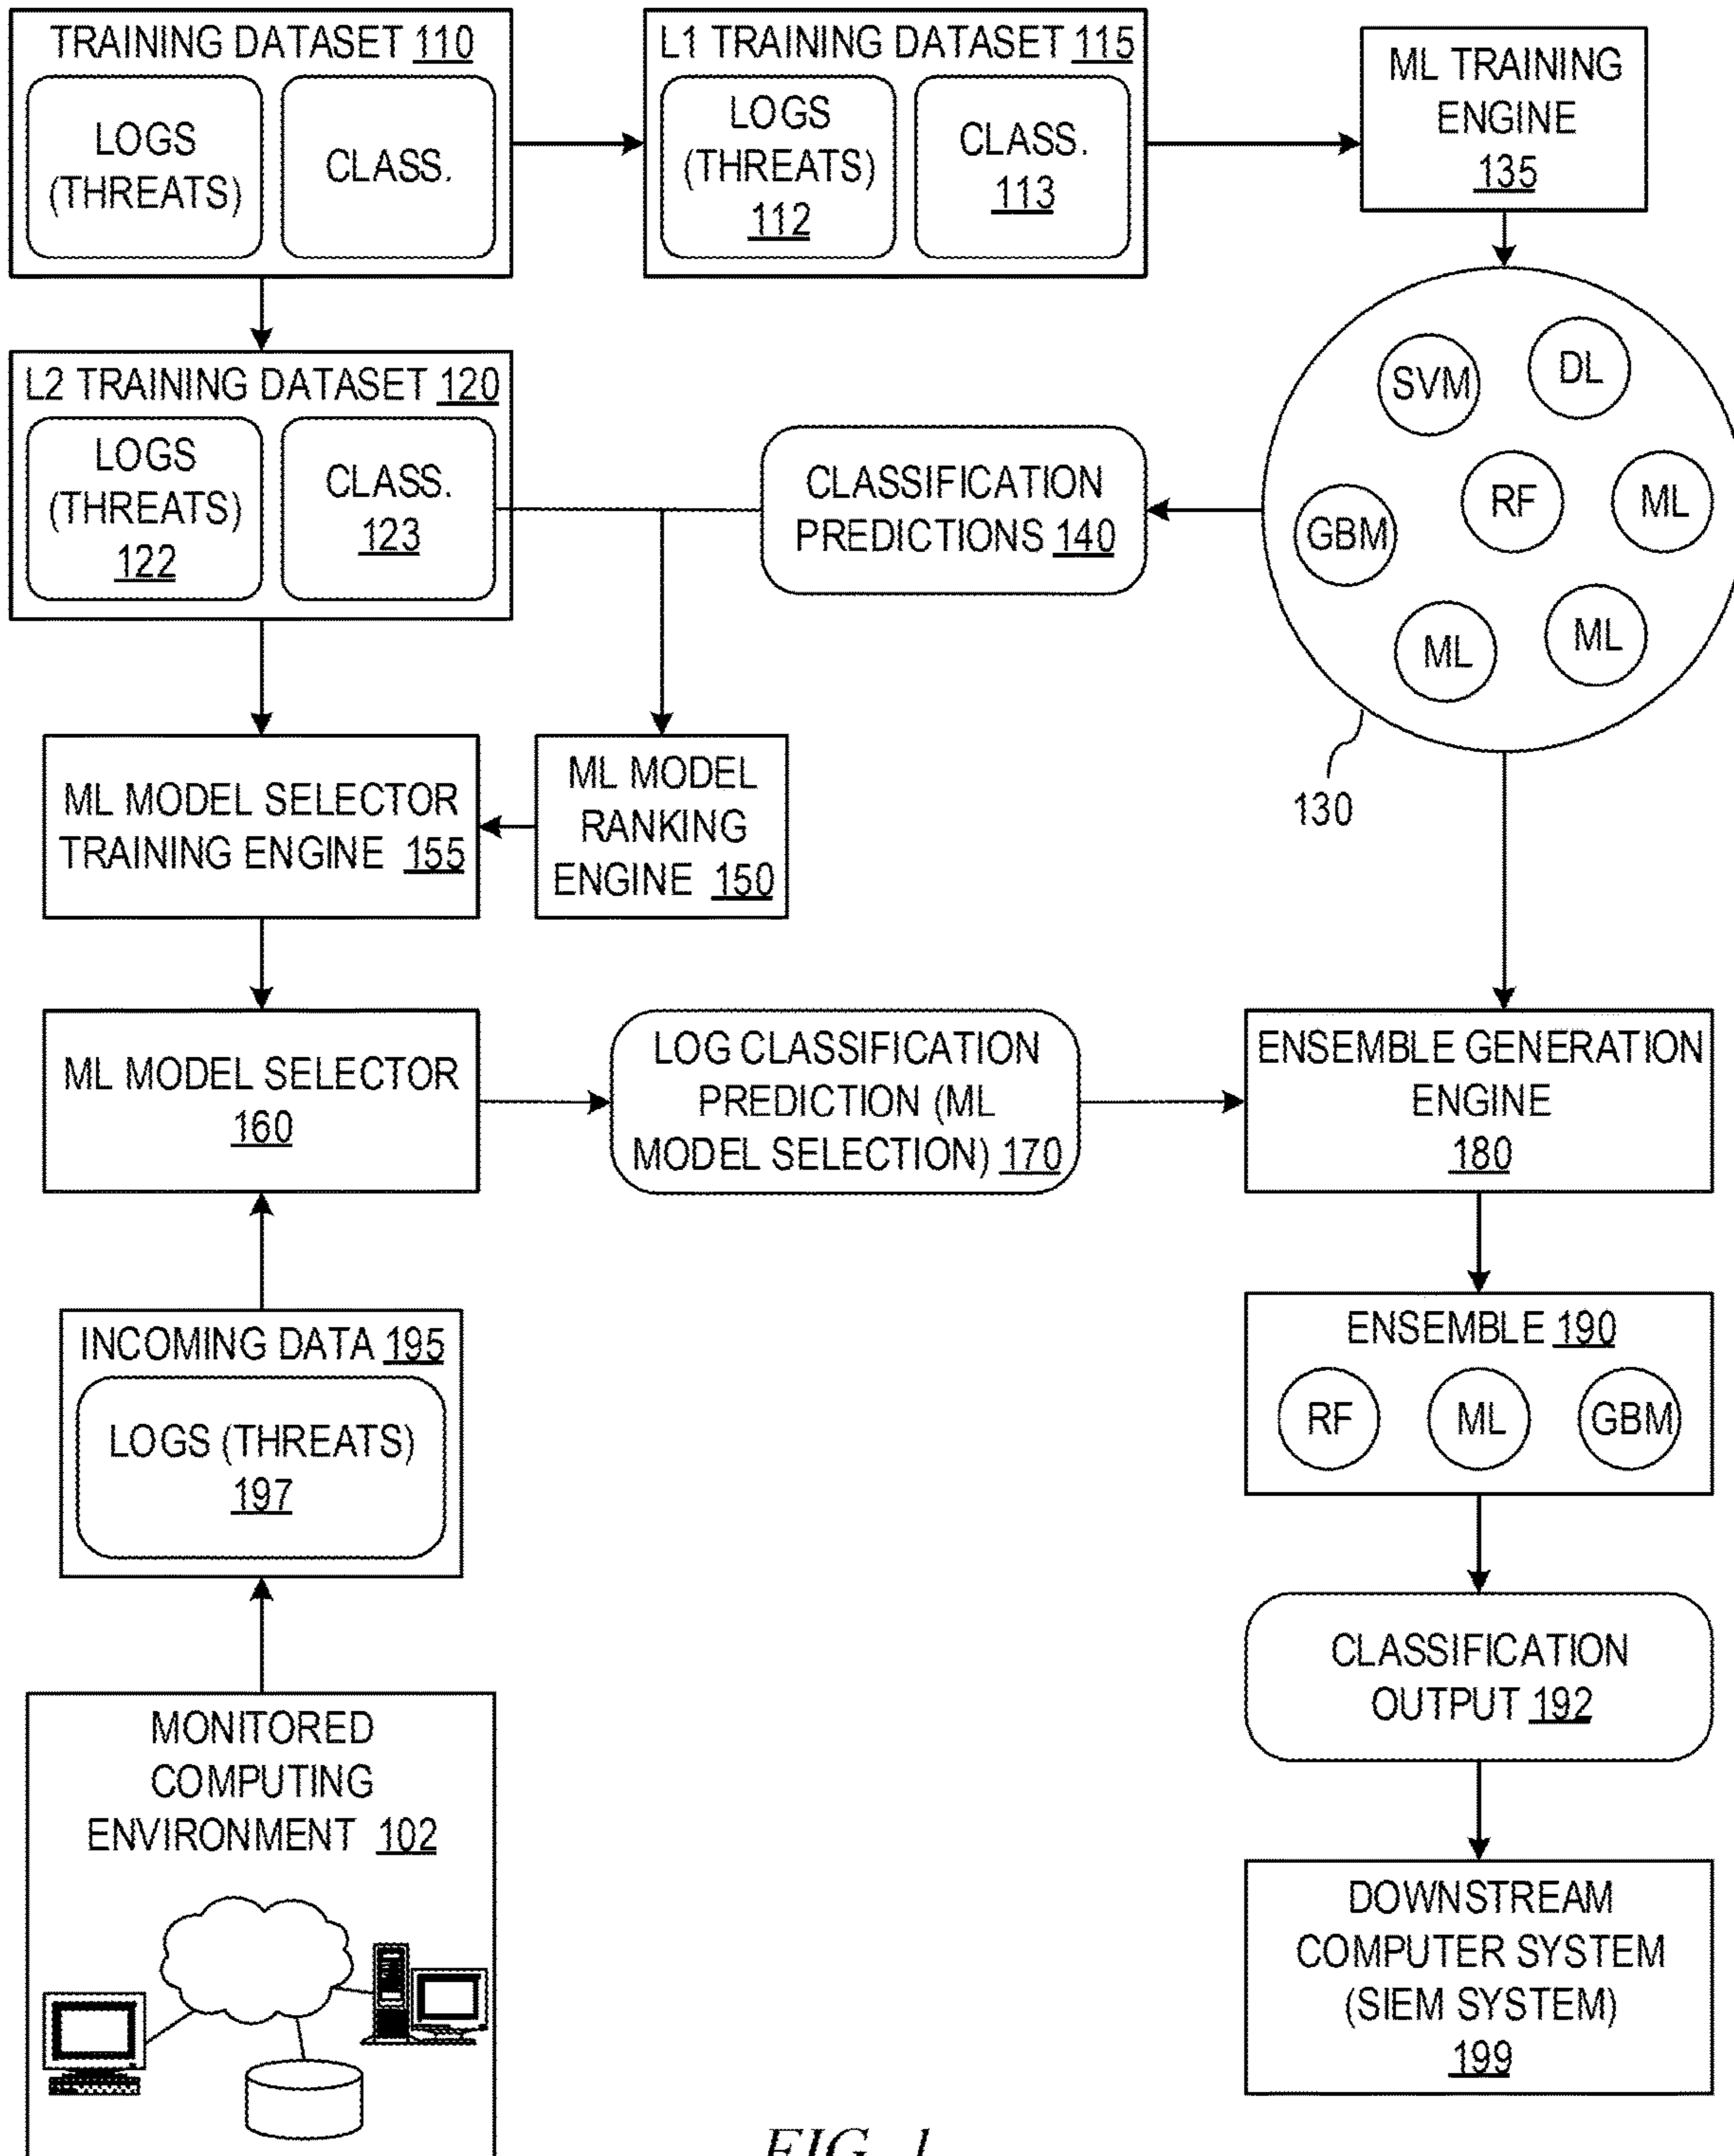 TRAINING DATASET 110
LOGS
(THREATS)
CLASS.
L1 TRAINING DATASET 115
LOGS
(THREATS)
112
CLASS.
113
ML TRAINING
ENGINE
135
L2 TRAINING DATASET 120
LOGS
(THREATS)
122
CLASS.
123
CLASSIFICATION
PREDICTIONS 140
SVM
DL
GBM
RF
ML
ML
ML
130
ML MODEL SELECTOR
TRAINING ENGINE 155
ML MODEL
RANKING
ENGINE 150
ML MODEL SELECTOR
160
LOG CLASSIFICATION
PREDICTION (ML
MODEL SELECTION) 170
ENSEMBLE GENERATION
ENGINE
180
INCOMING DATA 195
LOGS (THREATS)
197
ENSEMBLE 190
RF
ML
GBM
CLASSIFICATION
OUTPUT 192
MONITORED
COMPUTING
ENVIRONMENT 102
DOWNSTREAM
COMPUTER SYSTEM
(SIEM SYSTEM)
199
FIG. 1